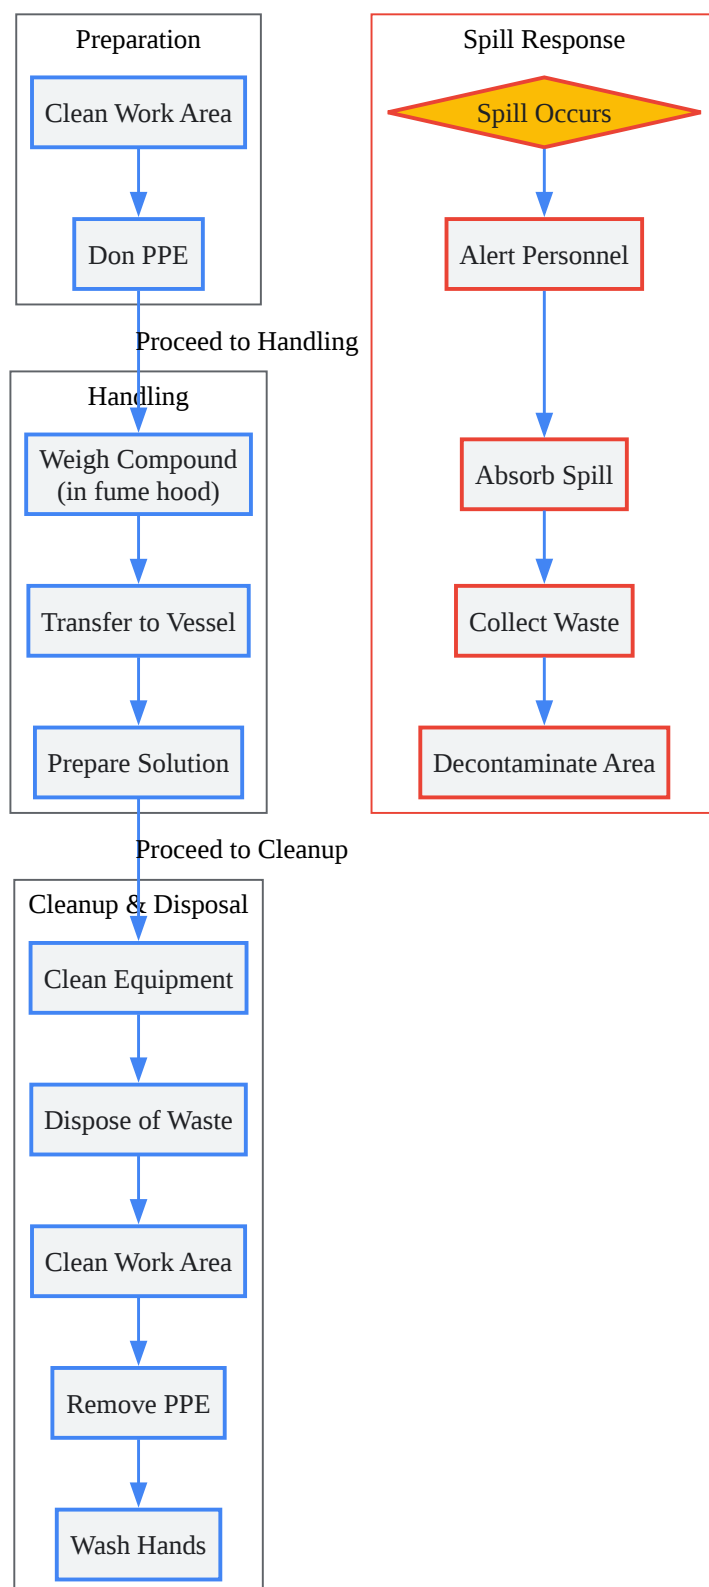 Preparation
Clean Work Area
Don PPE
Proceed to Handling
Handling
Weigh Compound
(in fume hood)
Transfer to Vessel
Prepare Solution
Proceed to Cleanup
Cleanup & Disposal
Clean Equipment
Dispose of Waste
Clean Work Area
Remove PPE
Wash Hands
Spill Response
Spill Occurs
Alert Personnel
Absorb Spill
Collect Waste
Decontaminate Area